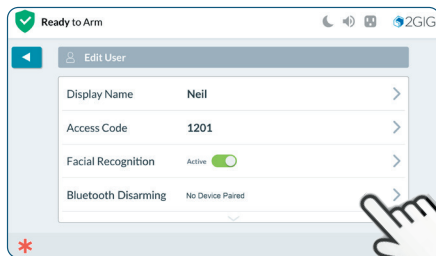 Ready to Arm
2GIG
Edit User
Display Name Neil
Access Code 1201
Facial Recognition Active
Bluetooth Disarming No Device Paired